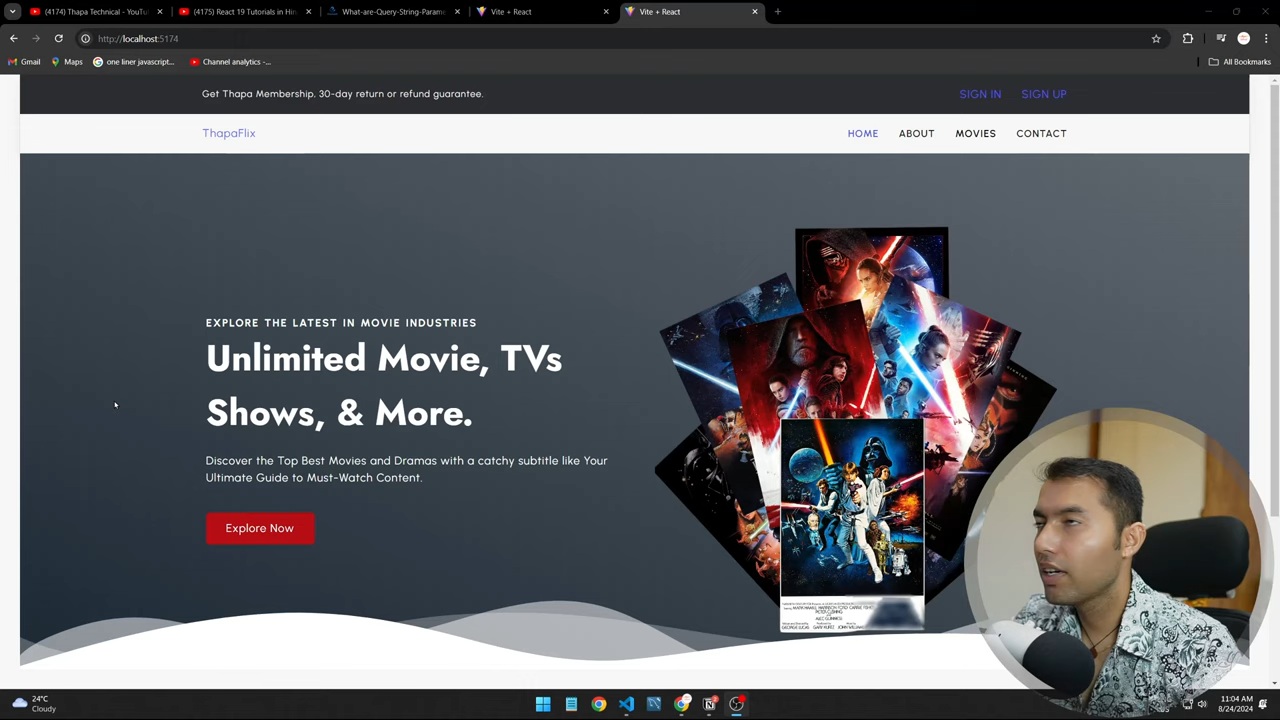 (4174) Thapa Technical - YouTu
(4175) React 19 Tutorials in Hin
What-are-Query-String-Parame
Vite + React
Vite + React
http://localhost:5174
Gmail
Maps
one liner javascript...
Channel analytics -...
All Bookmarks
Get Thapa Membership, 30-day return or refund guarantee.
SIGN IN
SIGN UP
ThapaFlix
HOME
ABOUT
MOVIES
CONTACT
EXPLORE THE LATEST IN MOVIE INDUSTRIES
Unlimited Movie, TVs
Shows, & More.
Discover the Top Best Movies and Dramas with a catchy subtitle like Your
Ultimate Guide to Must-Watch Content.
Explore Now
24°C
Cloudy
11:04 AM
8/24/2024